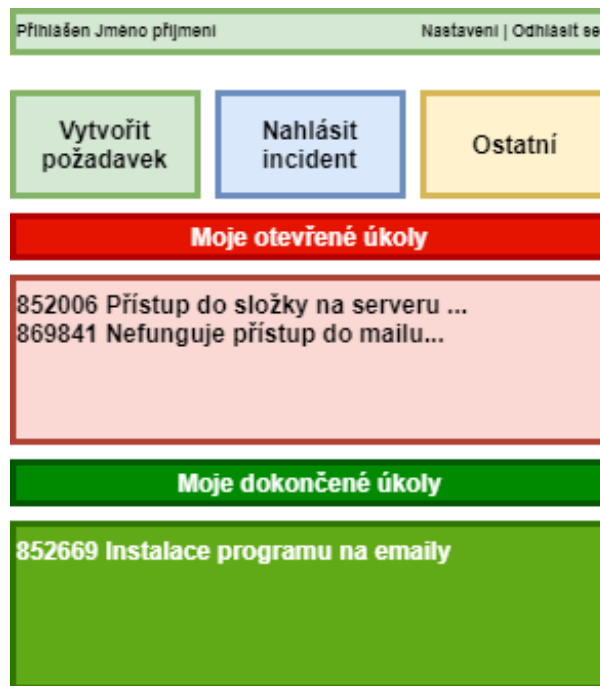 Přihlášen Jméno příjmení
Nastavení | Odhlásit se
Vytvořit
požadavek
Nahlásit
incident
Ostatní
Moje otevřené úkoly
852006 Přístup do složky na serveru ...
869841 Nefunguje přístup do mailu...
Moje dokončené úkoly
852669 Instalace programu na emaily